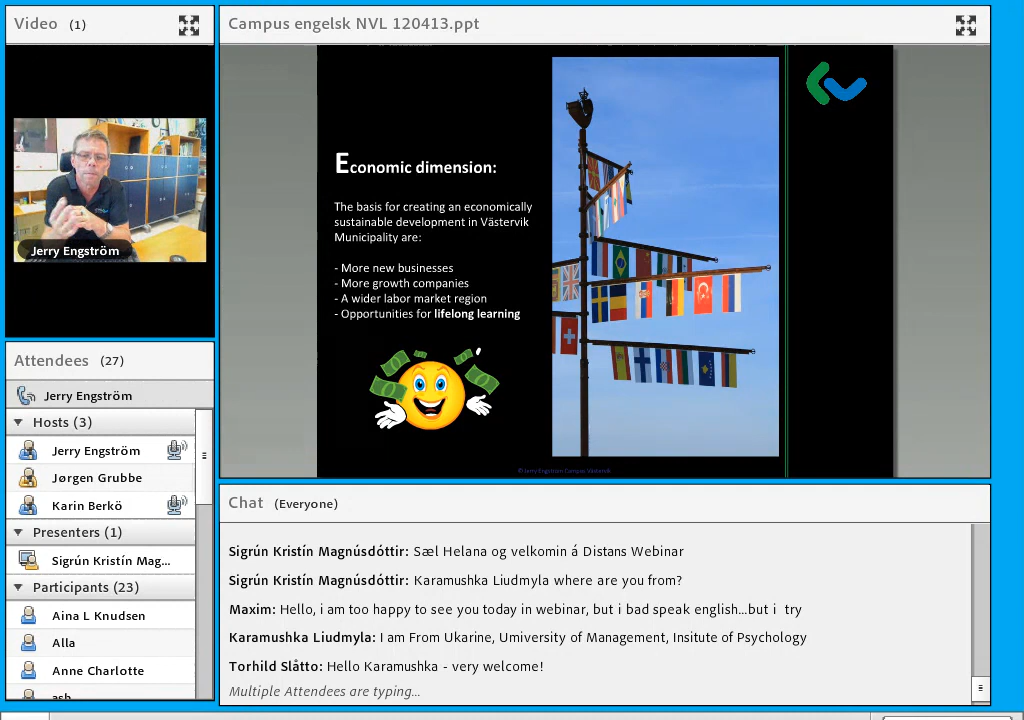 Video (1)
Jerry Engström
Attendees (27)
Jerry Engström
Hosts (3)
Jerry Engström
Jørgen Grubbe
Karin Berkö
Presenters (1)
Sigrún Kristín Mag...
Participants (23)
Aina L Knudsen
Alla
Anne Charlotte
ash
Campus engelsk NVL 120413.ppt
Economic dimension:
The basis for creating an economically
sustainable development in Västervik
Municipality are:
- More new businesses
- More growth companies
- A wider labor market region
- Opportunities for lifelong learning
©Jerry Engström Campus Västervik
Chat (Everyone)
Sigrún Kristín Magnúsdóttir: Sæl Helana og velkomin á Distans Webinar
Sigrún Kristín Magnúsdóttir: Karamushka Liudmyla where are you from?
Maxim: Hello, i am too happy to see you today in webinar, but i bad speak english...but i try
Karamushka Liudmyla: I am From Ukarine, Umiversity of Management, Insitute of Psychology
Torhild Slåtto: Hello Karamushka - very welcome!
Multiple Attendees are typing...